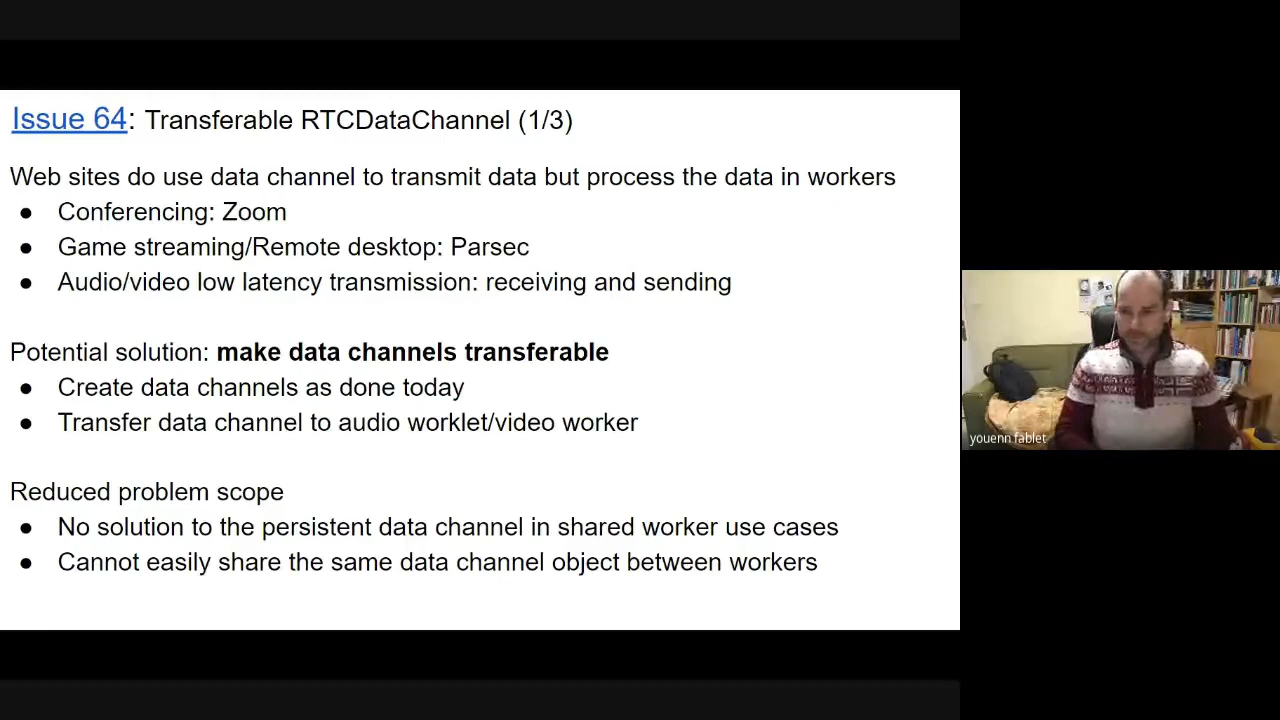 Issue 64: Transferable RTCDataChannel (1/3)
Web sites do use data channel to transmit data but process the data in workers
● Conferencing: Zoom
● Game streaming/Remote desktop: Parsec
● Audio/video low latency transmission: receiving and sending
Potential solution: make data channels transferable
● Create data channels as done today
● Transfer data channel to audio worklet/video worker
Reduced problem scope
● No solution to the persistent data channel in shared worker use cases
● Cannot easily share the same data channel object between workers
youenn fablet